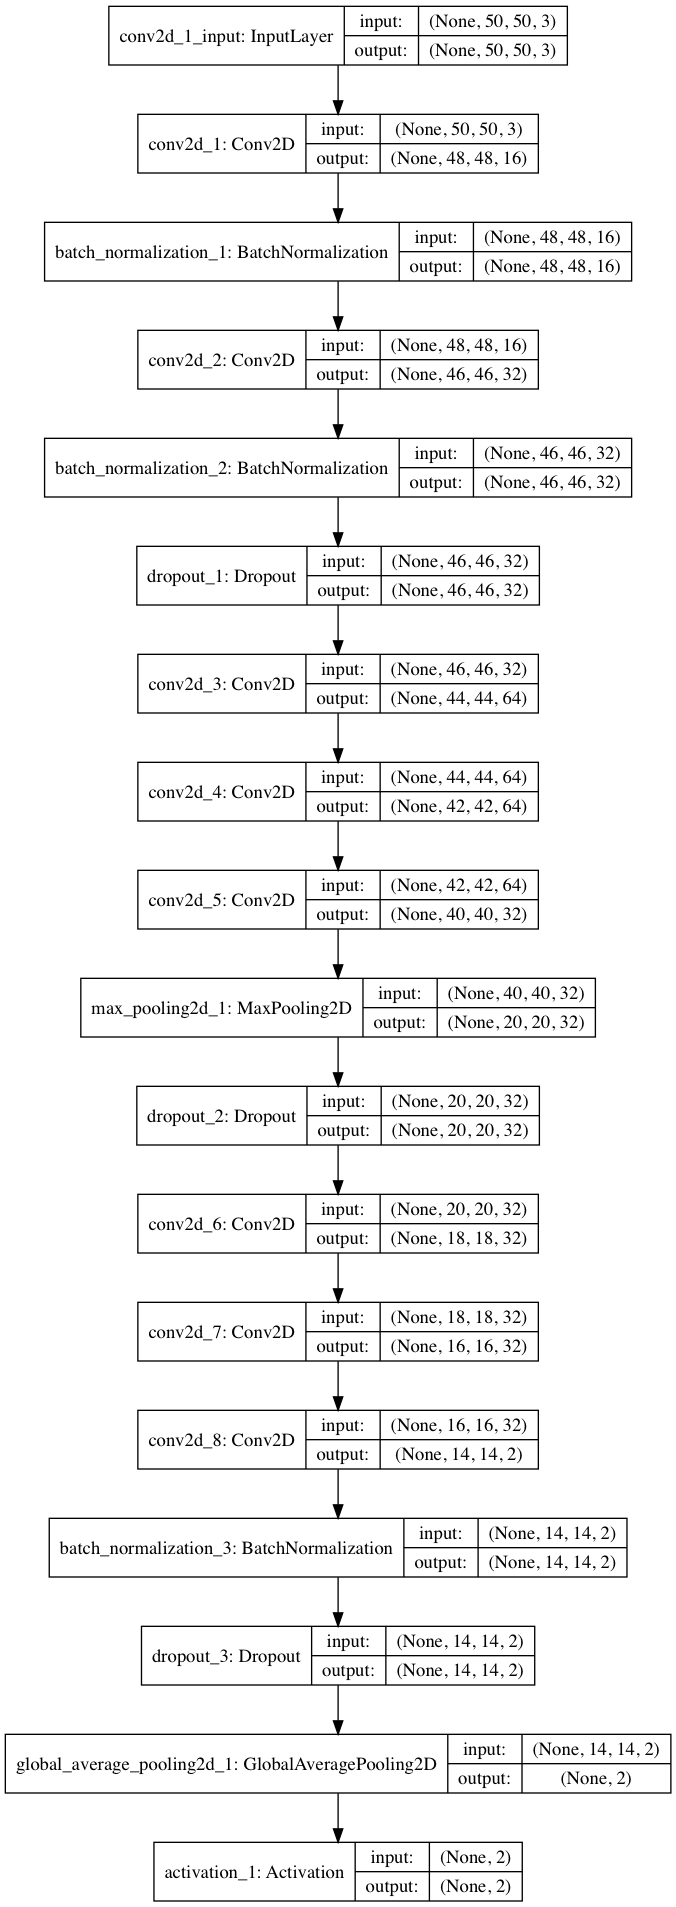 conv2d_1_input: InputLayer
input: (None, 50, 50, 3)
output: (None, 50, 50, 3)
conv2d_1: Conv2D
input: (None, 50, 50, 3)
output: (None, 48, 48, 16)
batch_normalization_1: BatchNormalization
input: (None, 48, 48, 16)
output: (None, 48, 48, 16)
conv2d_2: Conv2D
input: (None, 48, 48, 16)
output: (None, 46, 46, 32)
batch_normalization_2: BatchNormalization
input: (None, 46, 46, 32)
output: (None, 46, 46, 32)
dropout_1: Dropout
input: (None, 46, 46, 32)
output: (None, 46, 46, 32)
conv2d_3: Conv2D
input: (None, 46, 46, 32)
output: (None, 44, 44, 64)
conv2d_4: Conv2D
input: (None, 44, 44, 64)
output: (None, 42, 42, 64)
conv2d_5: Conv2D
input: (None, 42, 42, 64)
output: (None, 40, 40, 32)
max_pooling2d_1: MaxPooling2D
input: (None, 40, 40, 32)
output: (None, 20, 20, 32)
dropout_2: Dropout
input: (None, 20, 20, 32)
output: (None, 20, 20, 32)
conv2d_6: Conv2D
input: (None, 20, 20, 32)
output: (None, 18, 18, 32)
conv2d_7: Conv2D
input: (None, 18, 18, 32)
output: (None, 16, 16, 32)
conv2d_8: Conv2D
input: (None, 16, 16, 32)
output: (None, 14, 14, 2)
batch_normalization_3: BatchNormalization
input: (None, 14, 14, 2)
output: (None, 14, 14, 2)
dropout_3: Dropout
input: (None, 14, 14, 2)
output: (None, 14, 14, 2)
global_average_pooling2d_1: GlobalAveragePooling2D
input: (None, 14, 14, 2)
output: (None, 2)
activation_1: Activation
input: (None, 2)
output: (None, 2)